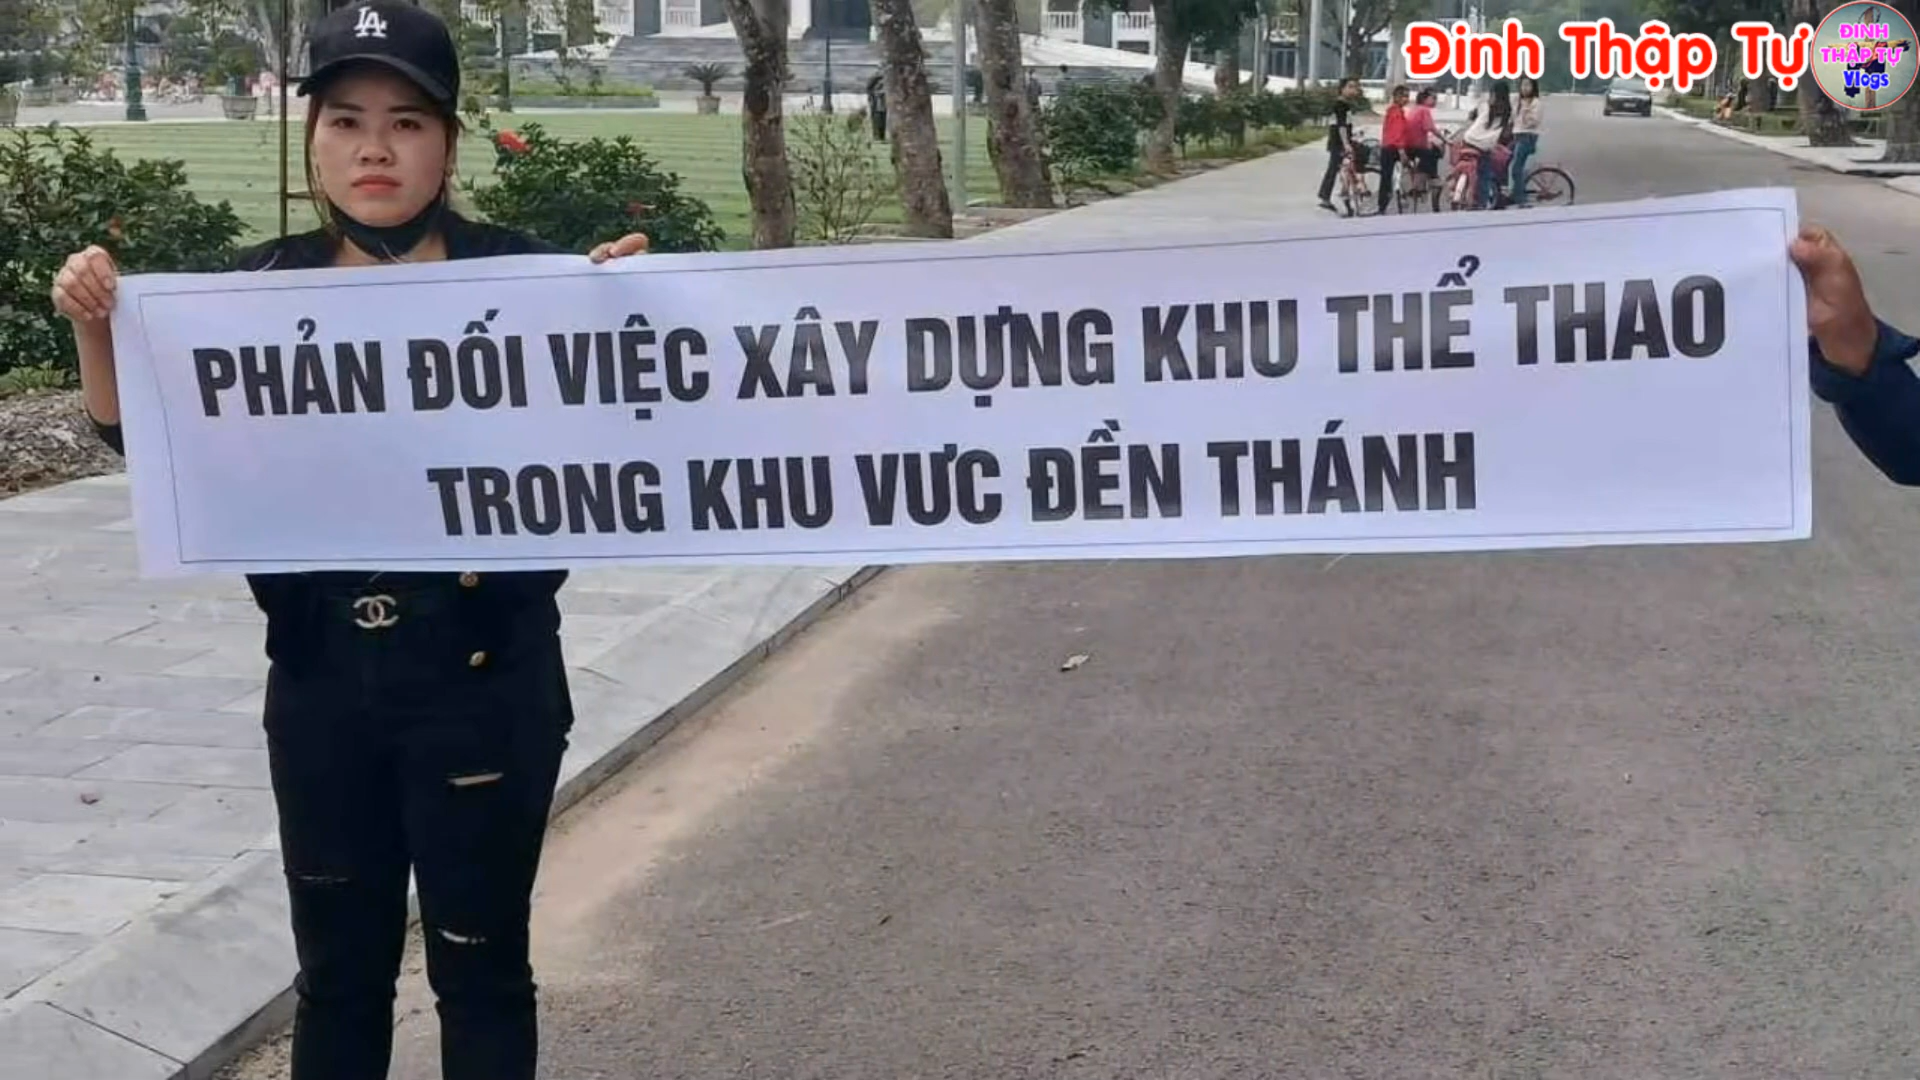 LA
Đinh Thập Tự
ĐINH
THẬP TỰ
Vlogs
PHẢN ĐỐI VIỆC XÂY DỰNG KHU THỂ THAO
TRONG KHU VƯC ĐỀN THÁNH